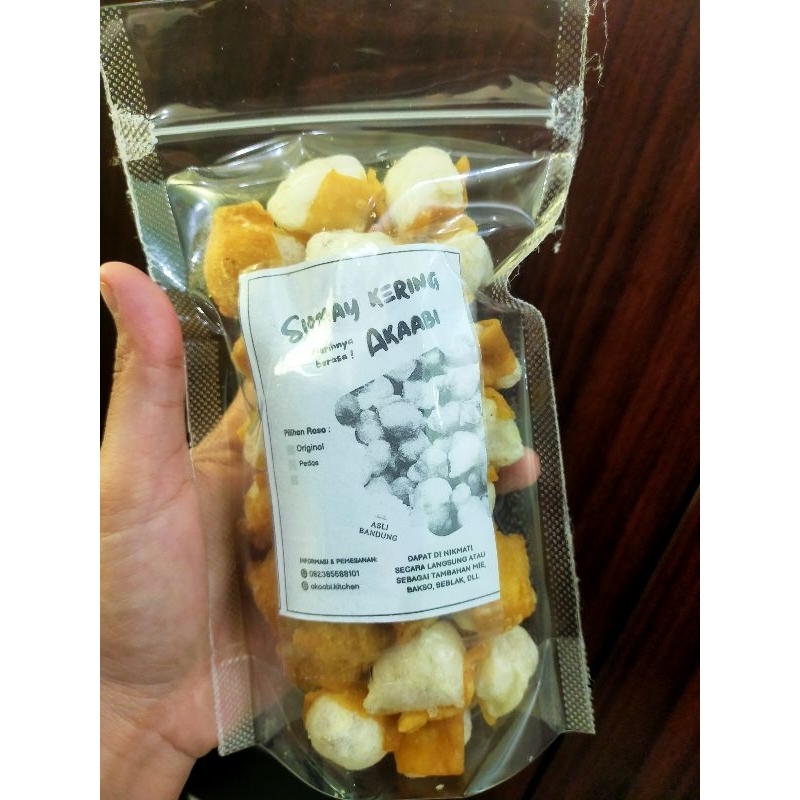 SIOMAY KERING
AKAABI
berasa !
Pilihan Rasa :
Original
Pedas
ASLI
BANDUNG
INFORMASI & PEMESANAN:
082385588101
akaabi.kitchen
DAPAT DI NIKMATI
SECARA LANGSUNG ATAU
SEBAGAI TAMBAHAN MIE,
BAKSO, SEBLAK, DLL